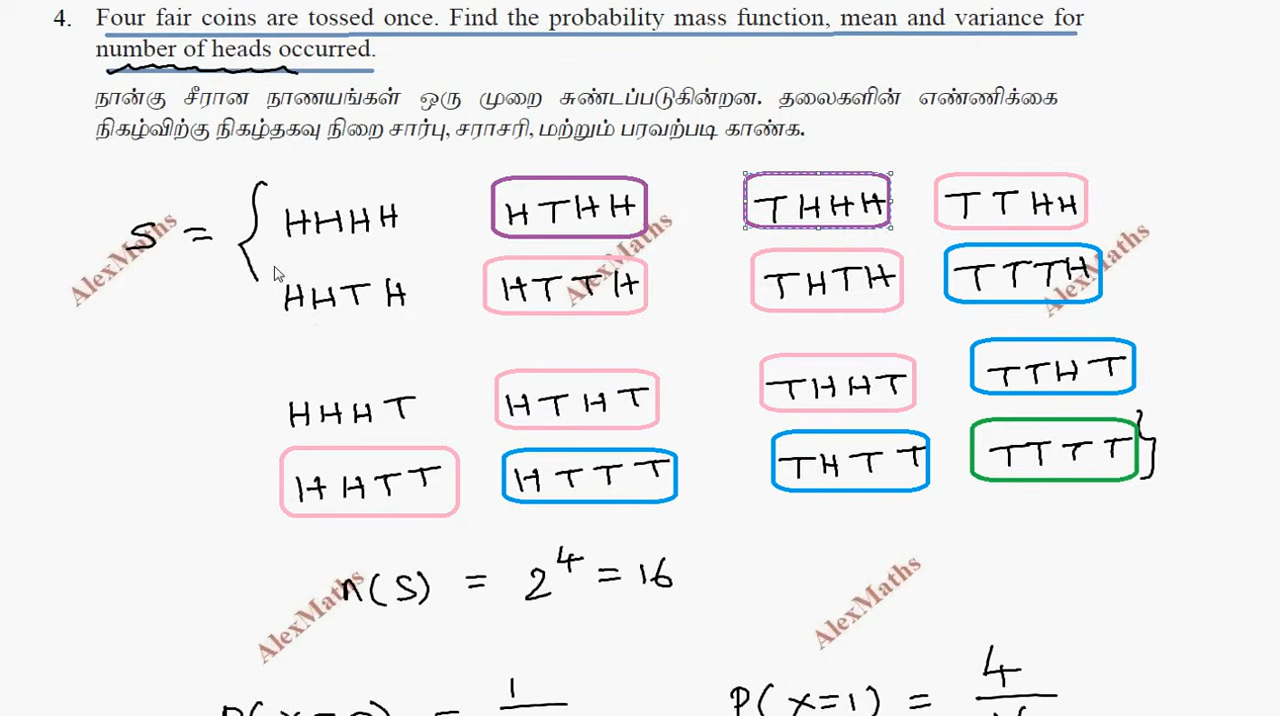 4. Four fair coins are tossed once. Find the probability mass function, mean and variance for
number of heads occurred.
நான்கு சீரான நாணயங்கள் ஒரு முறை சுண்டப்படுகின்றன. தலைகளின் எண்ணிக்கை
நிகழ்விற்கு நிகழ்தகவு நிறை சார்பு, சராசரி, மற்றும் பரவற்படி காண்க.
S = { HHHH HTHH THHH TTHH
HHTH HTTH THTH TTTH
HHHT HTHT THHT TTHT
HHTT HTTT THTT TTTT }
n(S) = 2^4 = 16
P(X=0) = 1 P(X=1) = 4/16
AlexMaths
AlexMaths
AlexMaths
AlexMaths
AlexMaths